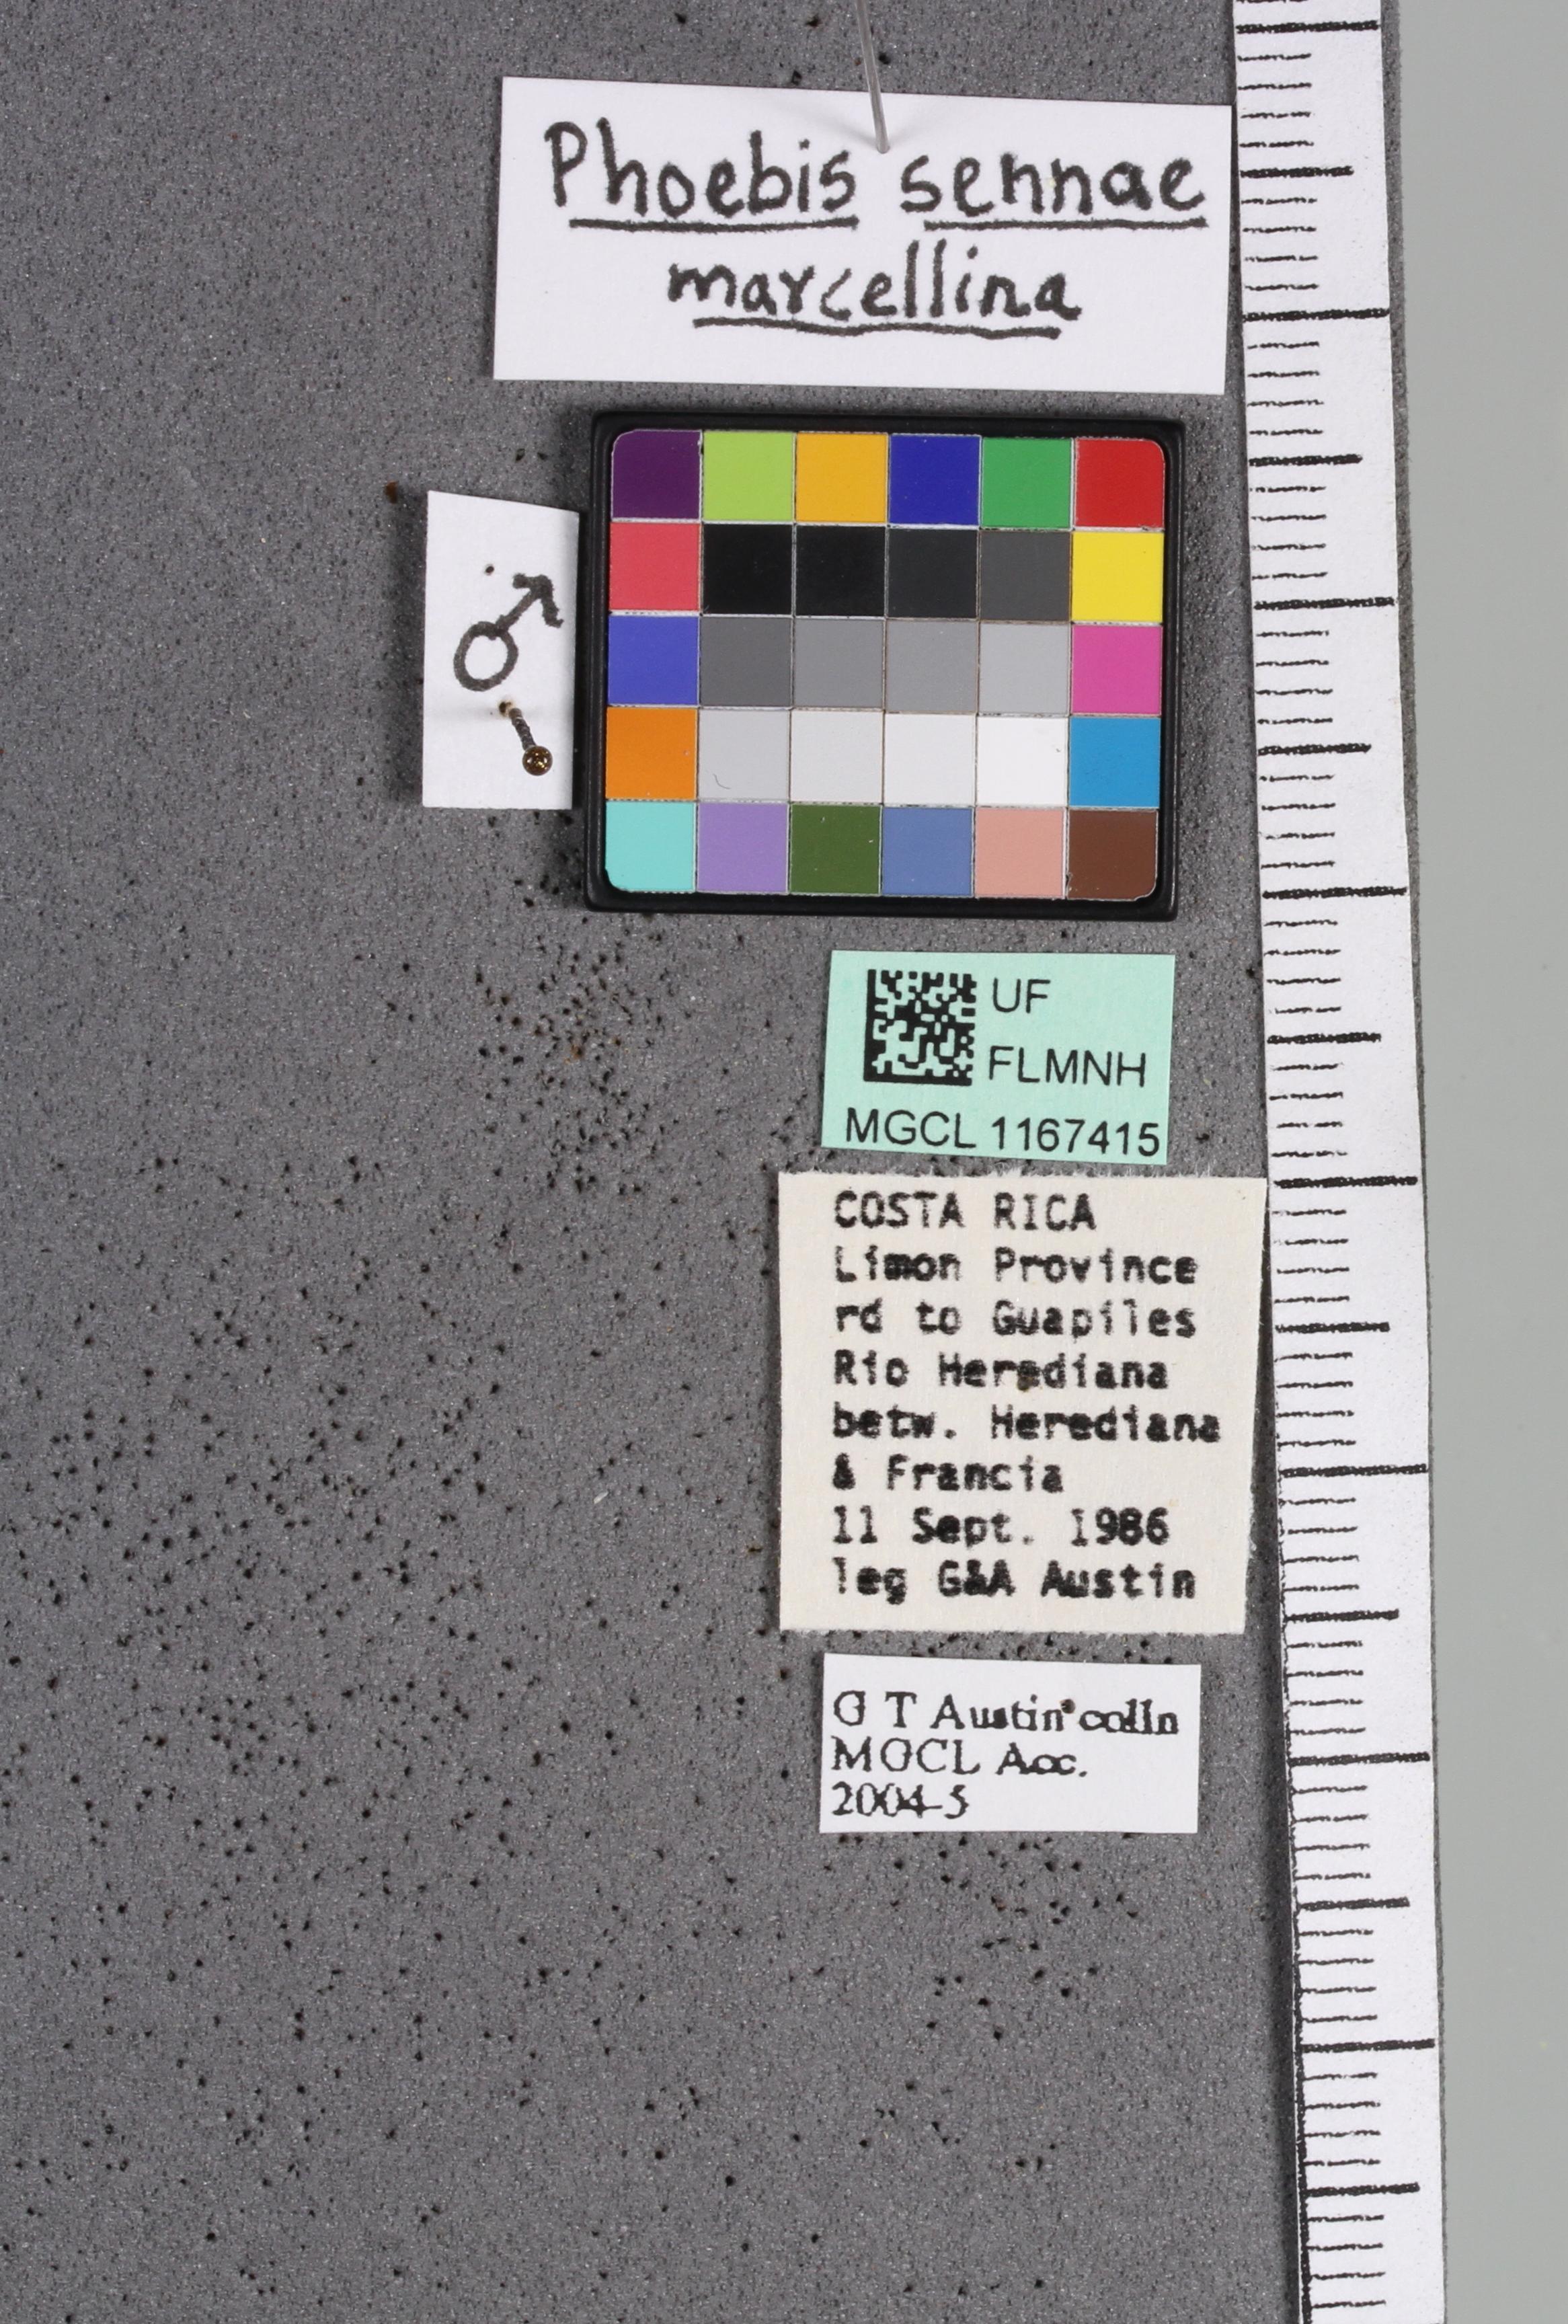 Phoebis sennae
marcellina
♂
UF
FLMNH
MGCL 1167415
COSTA RICA
Limon Province
rd to Guapiles
Rio Herediana
betw. Herediana
& Francia
11 Sept. 1986
leg G&A Austin
G T Austin colln
MGCL Acc.
2004-5